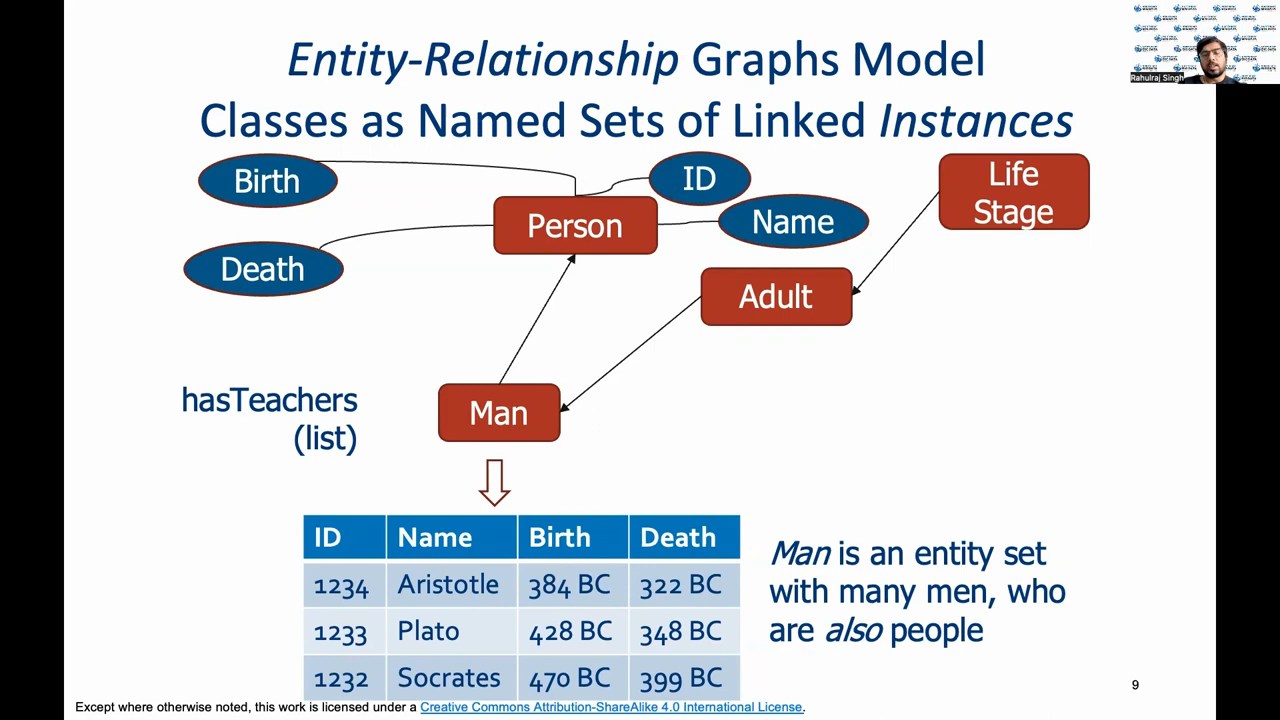 Entity-Relationship Graphs Model
Classes as Named Sets of Linked Instances
Rahulraj Singh
Birth
ID
Life
Stage
Person
Name
Death
Adult
hasTeachers
(list)
Man
ID Name Birth Death
1234 Aristotle 384 BC 322 BC
1233 Plato 428 BC 348 BC
1232 Socrates 470 BC 399 BC
Man is an entity set
with many men, who
are also people
9
Except where otherwise noted, this work is licensed under a Creative Commons Attribution-ShareAlike 4.0 International License.